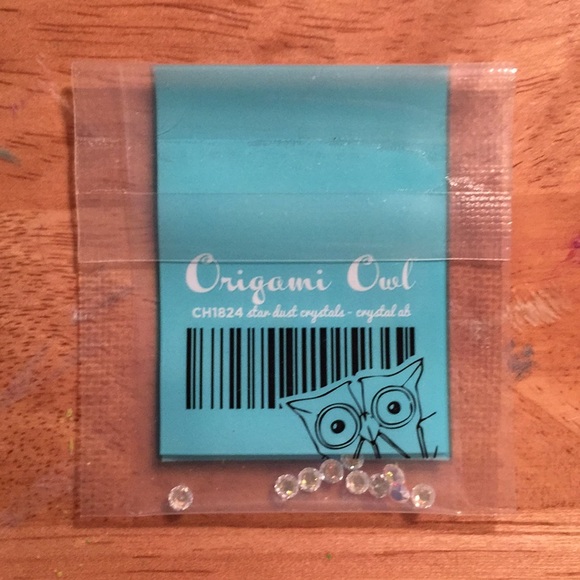 Origami Owl
CH1824 star dust crystals - crystal ab